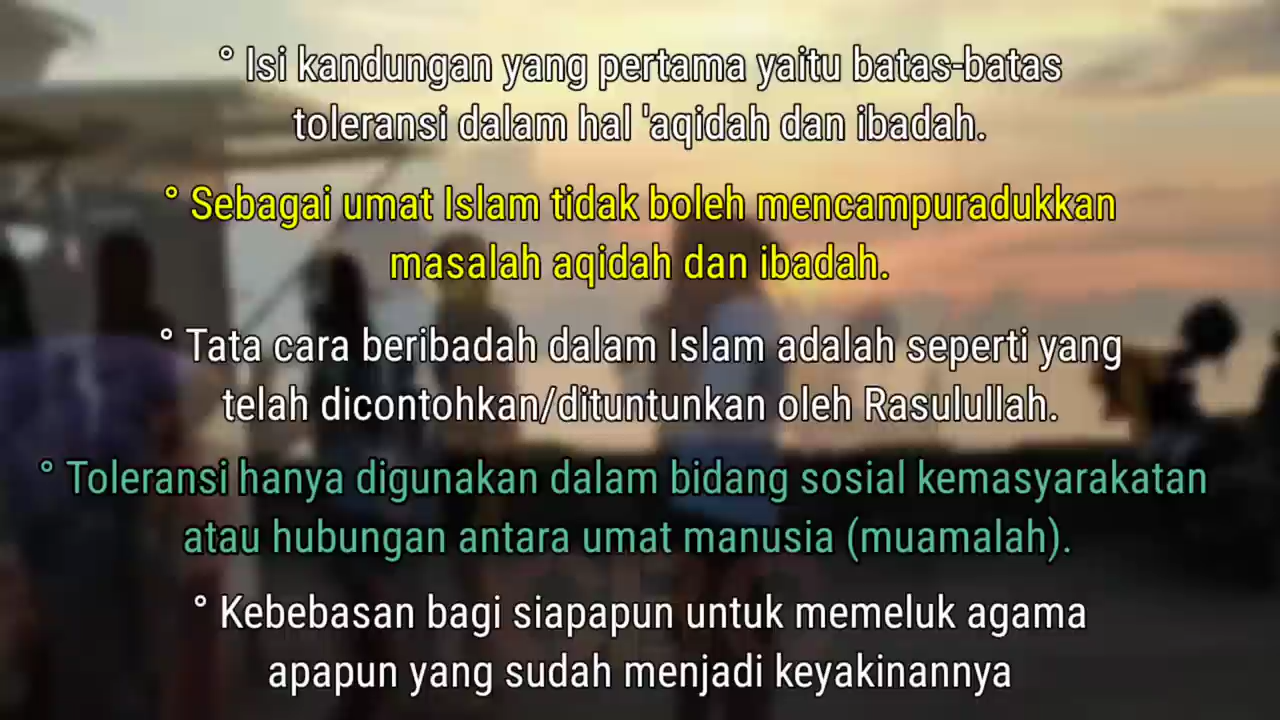 ° Isi kandungan yang pertama yaitu batas-batas
toleransi dalam hal 'aqidah dan ibadah.
° Sebagai umat Islam tidak boleh mencampuradukkan
masalah aqidah dan ibadah.
° Tata cara beribadah dalam Islam adalah seperti yang
telah dicontohkan/dituntunkan oleh Rasulullah.
° Toleransi hanya digunakan dalam bidang sosial kemasyarakatan
atau hubungan antara umat manusia (muamalah).
° Kebebasan bagi siapapun untuk memeluk agama
apapun yang sudah menjadi keyakinannya